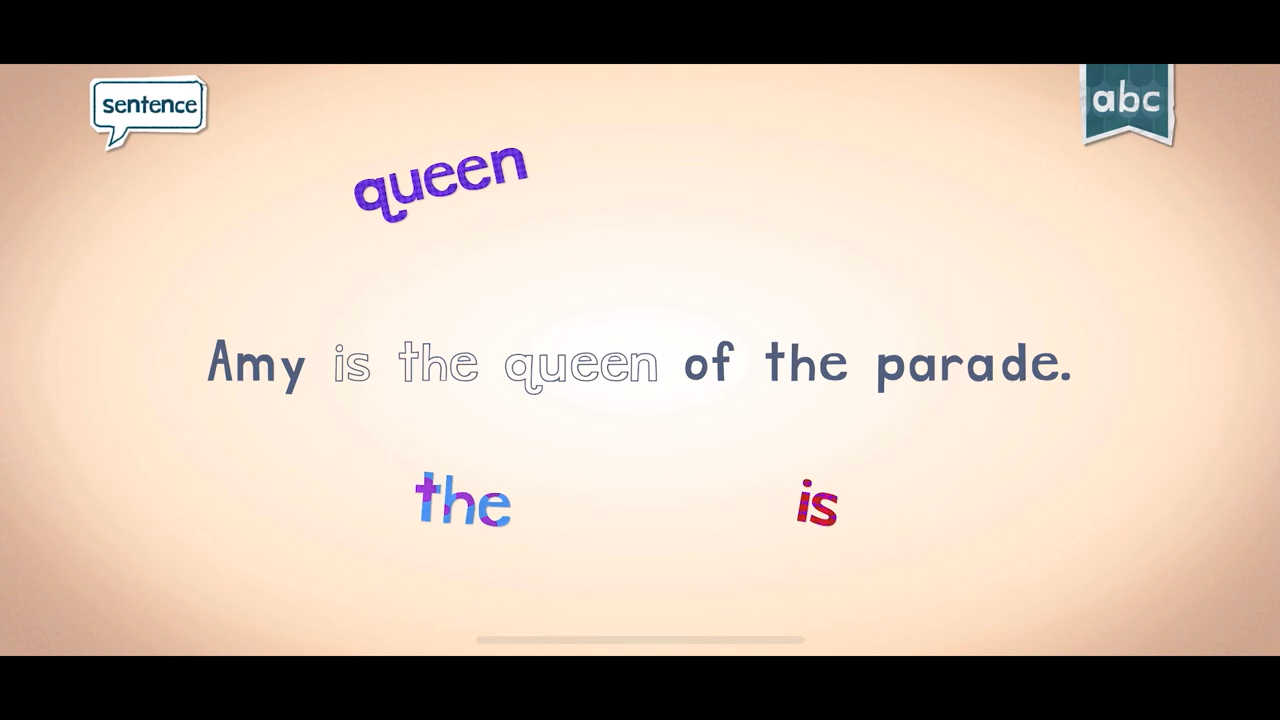 sentence
abc
queen
Amy is the queen of the parade.
the is